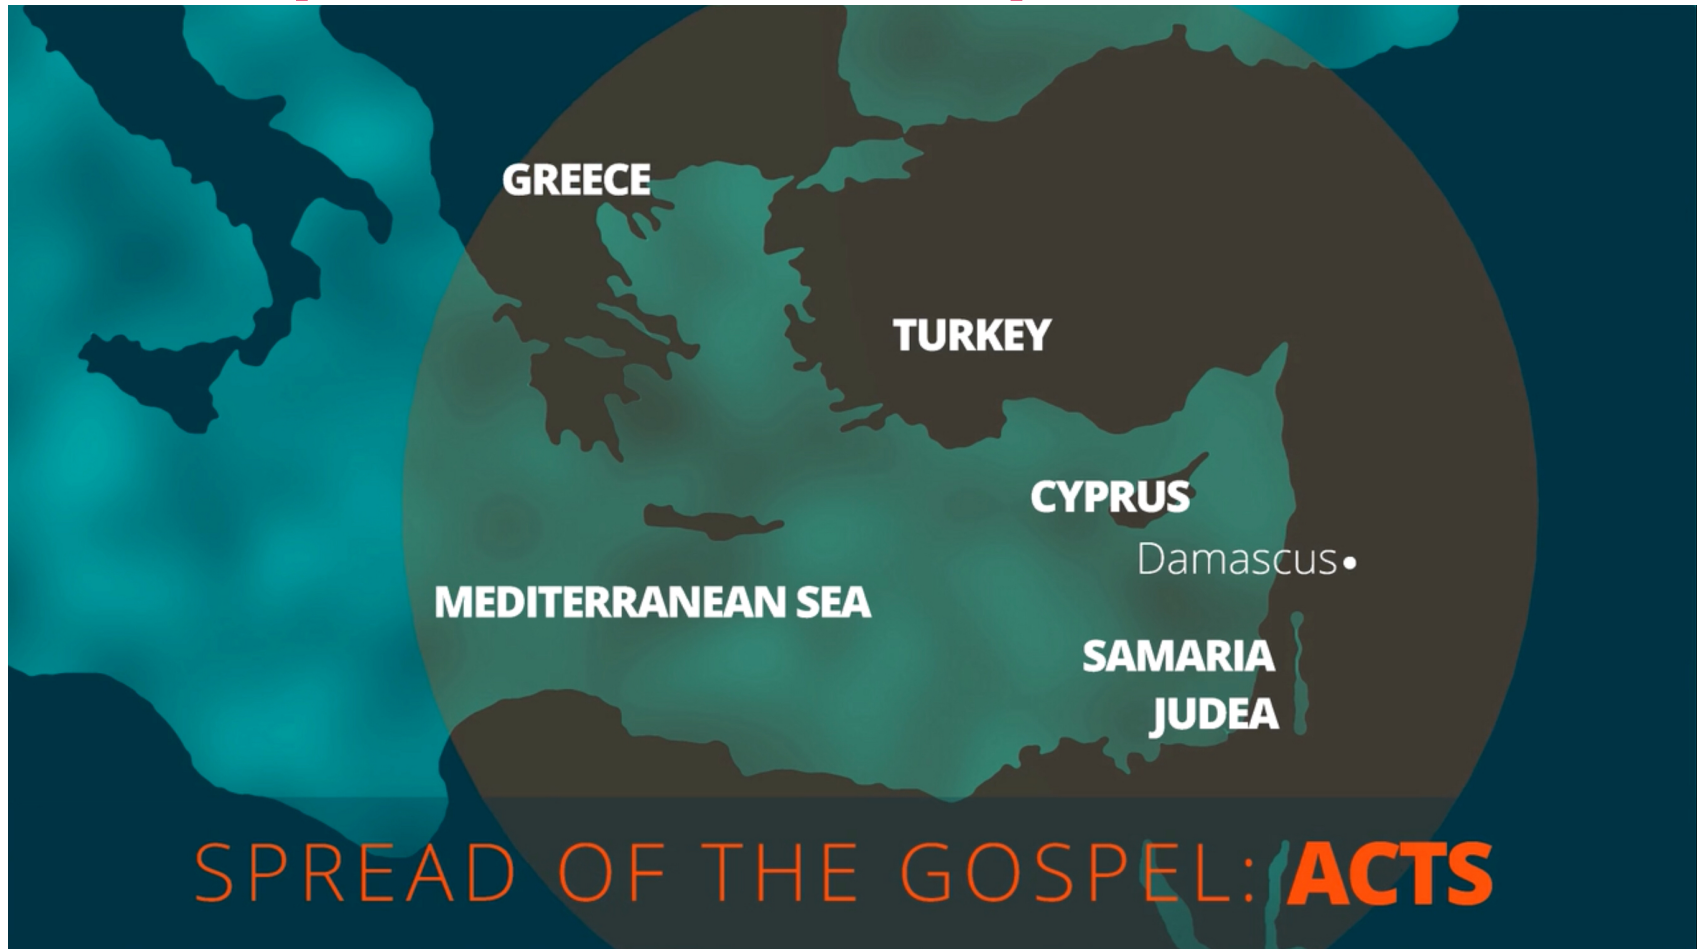 GREECE
TURKEY
CYPRUS
Damascus
MEDITERRANEAN SEA
SAMARIA
JUDEA
SPREAD OF THE GOSPEL: ACTS